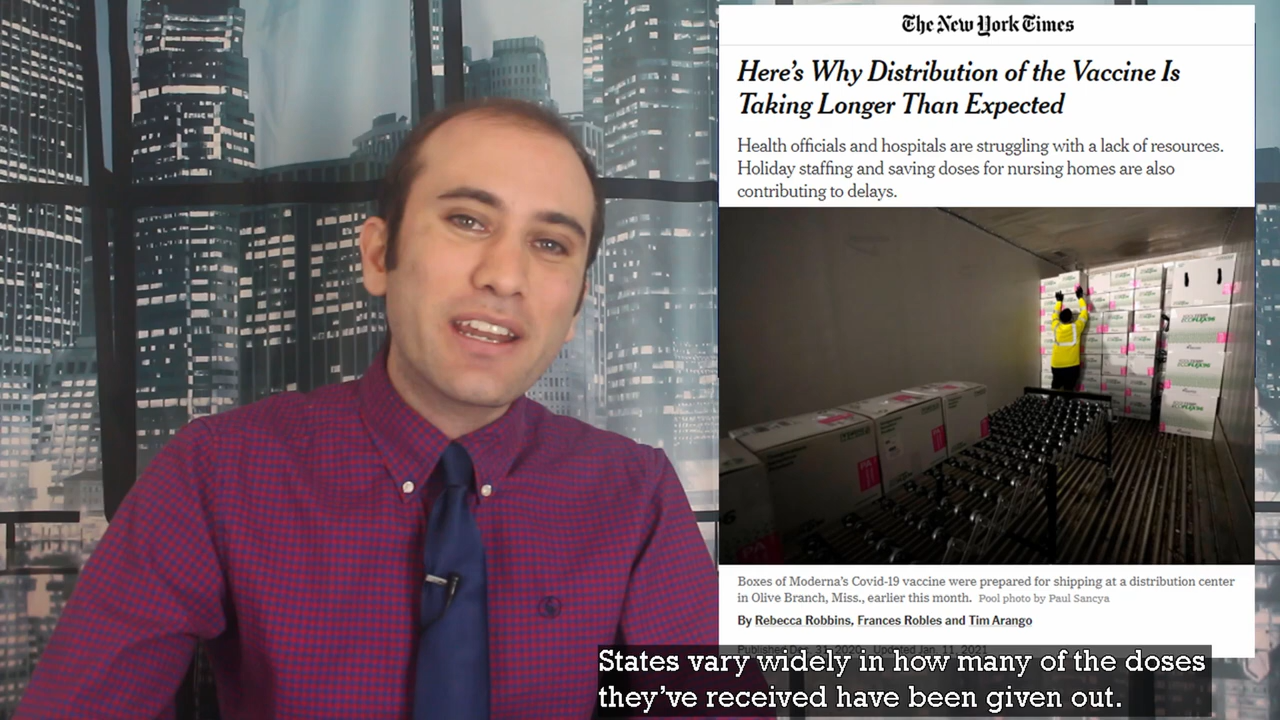 The New York Times
Here's Why Distribution of the Vaccine Is
Taking Longer Than Expected
Health officials and hospitals are struggling with a lack of resources.
Holiday staffing and saving doses for nursing homes are also
contributing to delays.
Boxes of Moderna's Covid-19 vaccine were prepared for shipping at a distribution center
in Olive Branch, Miss., earlier this month. Pool photo by Paul Sancya
By Rebecca Robbins, Frances Robles and Tim Arango
Published Dec. 31, 2020 Updated Jan. 11, 2021
States vary widely in how many of the doses
they've received have been given out.